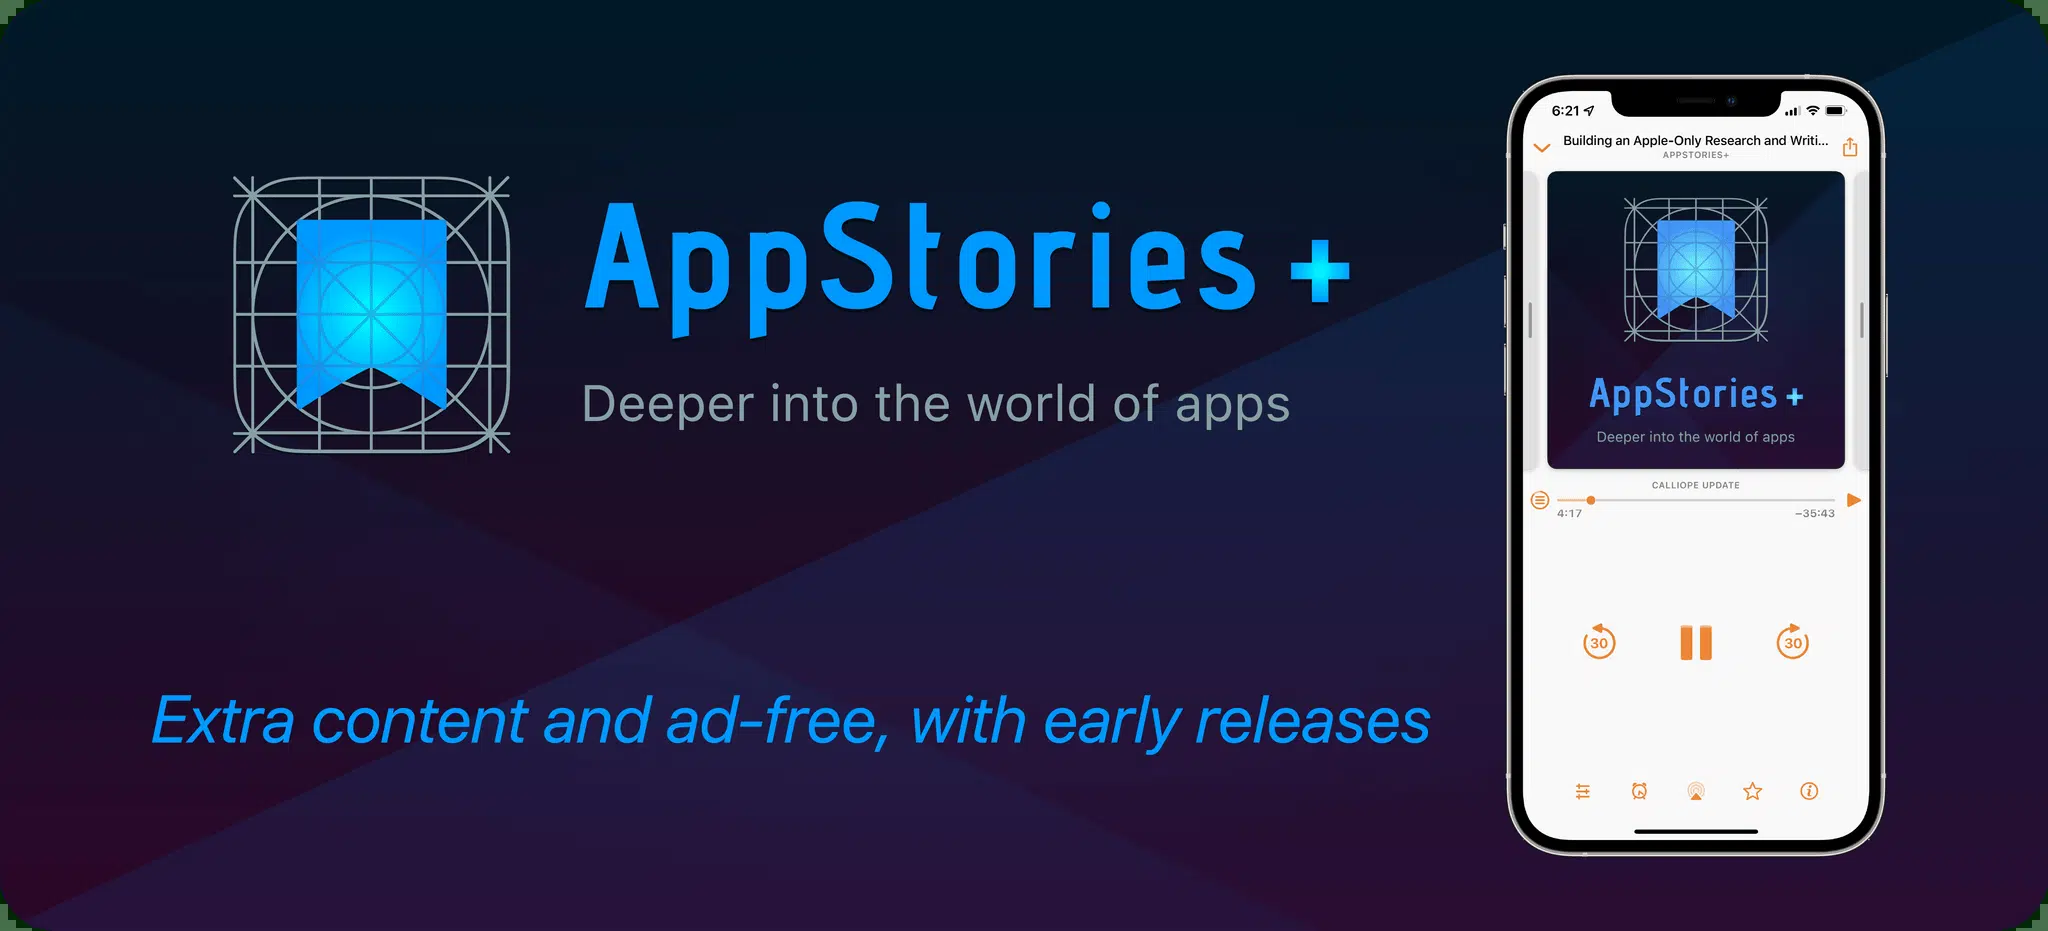 AppStories +
Deeper into the world of apps
Extra content and ad-free, with early releases
6:21
Building an Apple-Only Research and Writi...
APPSTORIES+
AppStories +
Deeper into the world of apps
CALLIOPE UPDATE
4:17
−35:43
30
30